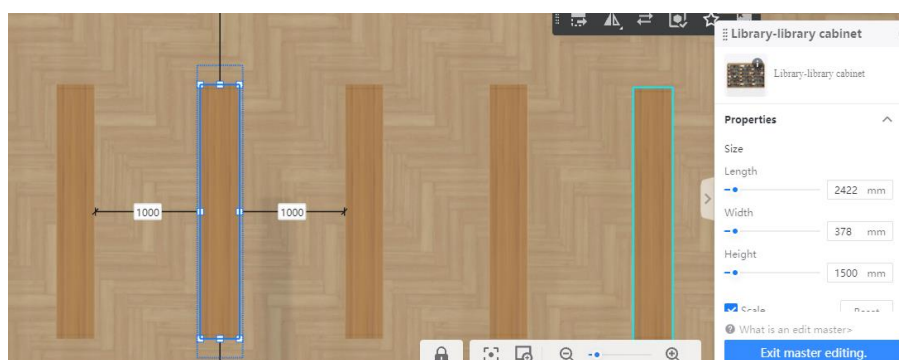 Library-library cabinet
Library-library cabinet
Properties
Size
Length
2422 mm
Width
378 mm
Height
1500 mm
Scale
Reset
What is an edit master>
Exit master editing.
1000
1000